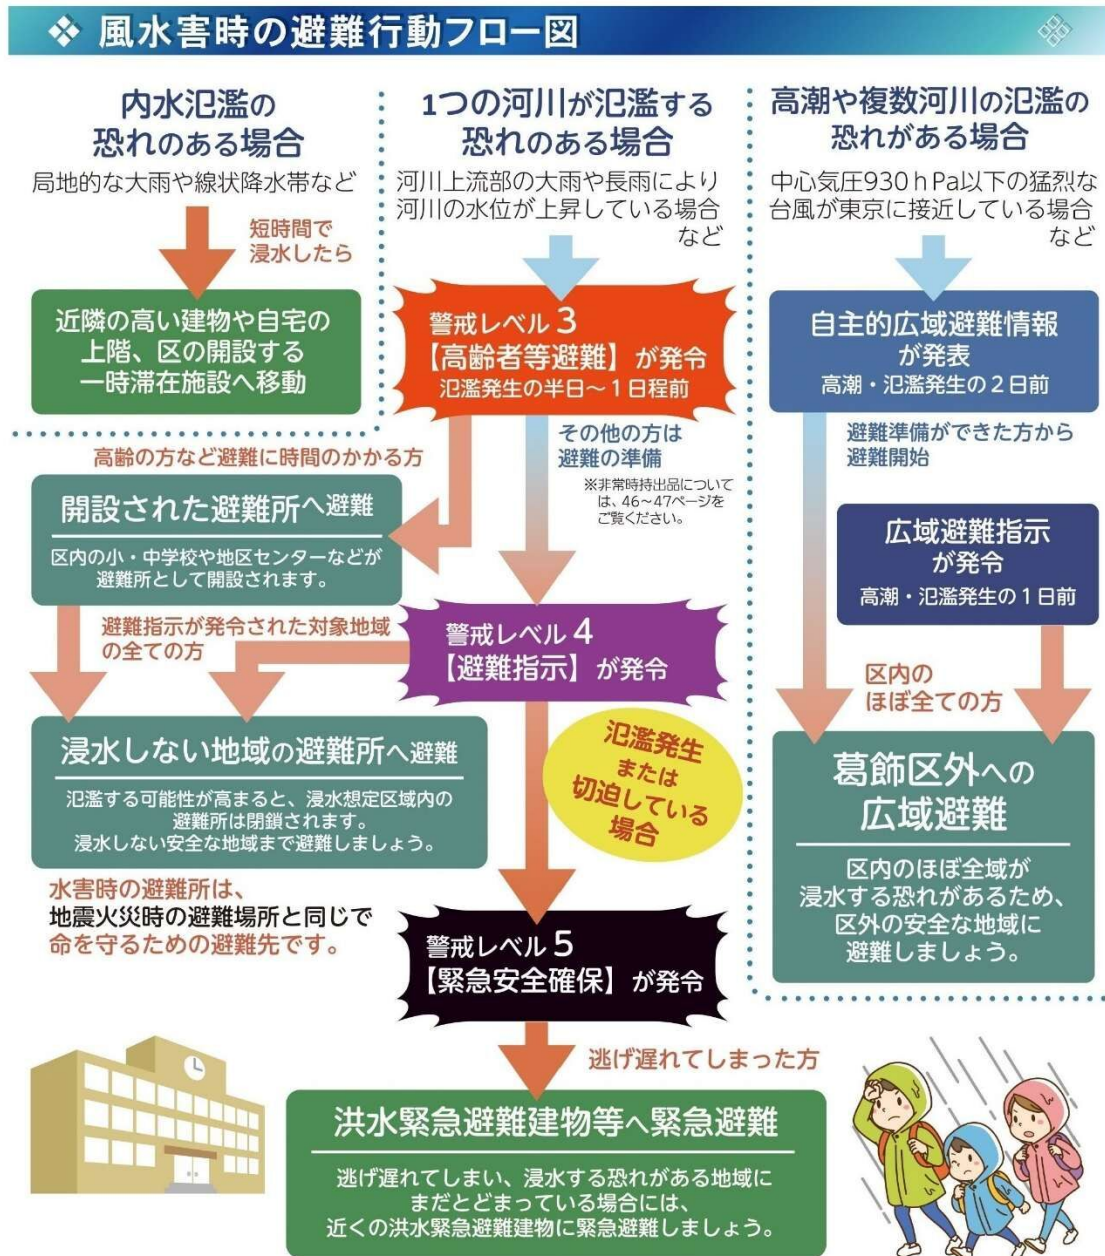 風水害時の避難行動フロー図
内水氾濫の
恐れのある場合
局地的な大雨や線状降水帯など
短時間で
浸水したら
近隣の高い建物や自宅の
上階、区の開設する
一時滞在施設へ移動
1つの河川が氾濫する
恐れのある場合
河川上流部の大雨や長雨により
河川の水位が上昇している場合
など
警戒レベル3
【高齢者等避難】が発令
氾濫発生の半日～1日程前
高齢の方など避難に時間のかかる方
その他の方は
避難の準備
※非常時持出品について
は、46～47ページを
ご覧ください。
開設された避難所へ避難
区内の小・中学校や地区センターなどが
避難所として開設されます。
警戒レベル4
【避難指示】が発令
避難指示が発令された対象地域
の全ての方
浸水しない地域の避難所へ避難
氾濫する可能性が高まると、浸水想定区域内の
避難所は閉鎖されます。
浸水しない安全な地域まで避難しましょう。
水害時の避難所は、
地震火災時の避難場所と同じで
命を守るための避難先です。
氾濫発生
または
切迫している
場合
警戒レベル5
【緊急安全確保】が発令
逃げ遅れてしまった方
洪水緊急避難建物等へ緊急避難
逃げ遅れてしまい、浸水する恐れがある地域に
まだとどまっている場合には、
近くの洪水緊急避難建物に緊急避難しましょう。
高潮や複数河川の氾濫の
恐れがある場合
中心気圧930hPa以下の猛烈な
台風が東京に接近している場合
など
自主的広域避難情報
が発表
高潮・氾濫発生の2日前
避難準備ができた方から
避難開始
広域避難指示
が発令
高潮・氾濫発生の1日前
区内の
ほぼ全ての方
葛飾区外への
広域避難
区内のほぼ全域が
浸水する恐れがあるため、
区外の安全な地域に
避難しましょう。